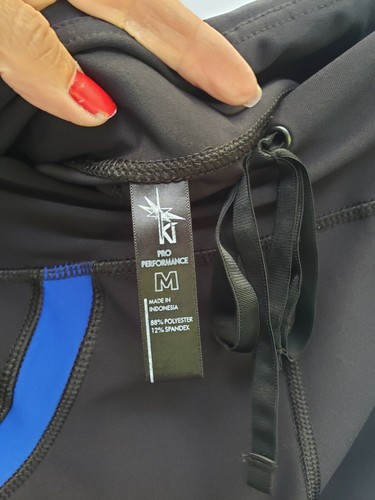 Ki
PRO
PERFORMANCE
M
MADE IN
INDONESIA
88% POLYESTER
12% SPANDEX